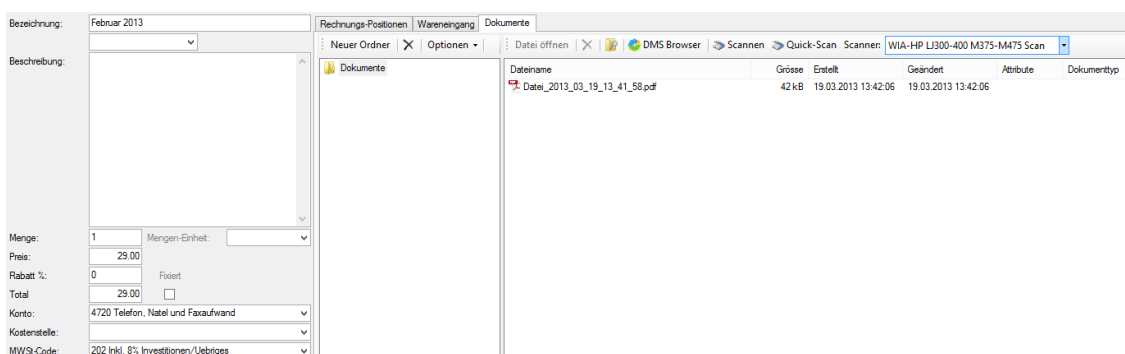 Bezeichnung: Februar 2013
Beschreibung:
Menge: 1 Mengen-Einheit:
Preis: 29.00
Rabatt %: 0 Fixiert
Total 29.00
Konto: 4720 Telefon, Natel und Faxaufwand
Kostenstelle:
MWSt-Code: 202 Inkl. 8% Investitionen/Uebriges
Rechnungs-Positionen Wareneingang Dokumente
Neuer Ordner Optionen
Dokumente
Datei öffnen DMS Browser Scannen Quick-Scan Scanner: WIA-HP LJ300-400 M375-M475 Scan
Dateiname Grösse Erstellt Geändert Attribute Dokumenttyp
Datei_2013_03_19_13_41_58.pdf 42 kB 19.03.2013 13:42:06 19.03.2013 13:42:06